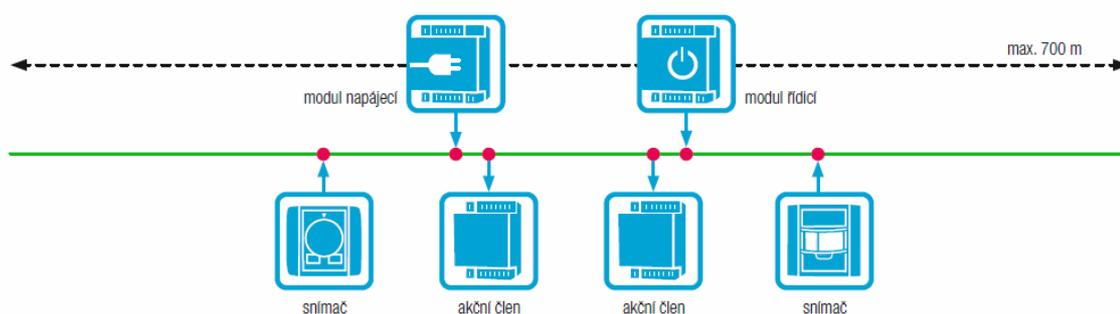 max. 700 m
modul napájecí
modul řídicí
snímač
akční člen
akční člen
snímač